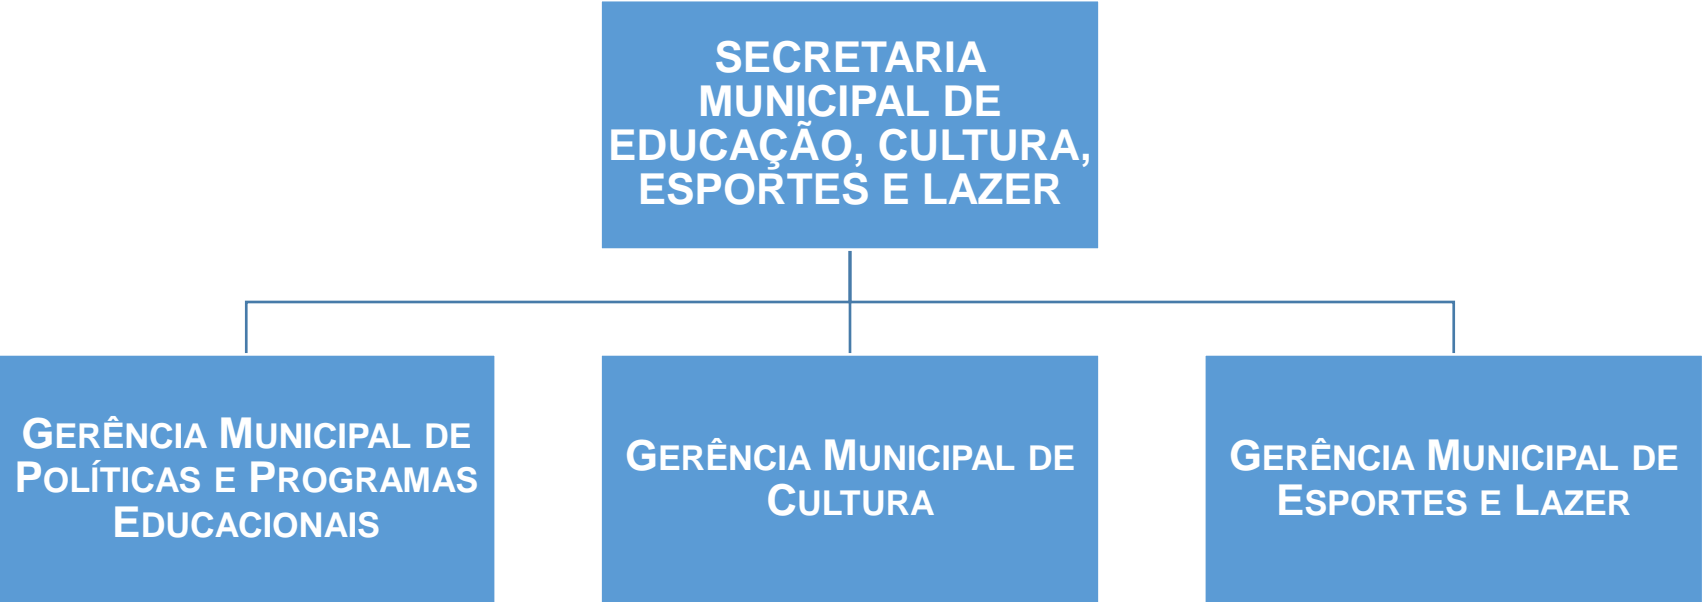 SECRETARIA
MUNICIPAL DE
EDUCAÇÃO, CULTURA,
ESPORTES E LAZER
GERÊNCIA MUNICIPAL DE
POLÍTICAS E PROGRAMAS
EDUCACIONAIS
GERÊNCIA MUNICIPAL DE
CULTURA
GERÊNCIA MUNICIPAL DE
ESPORTES E LAZER